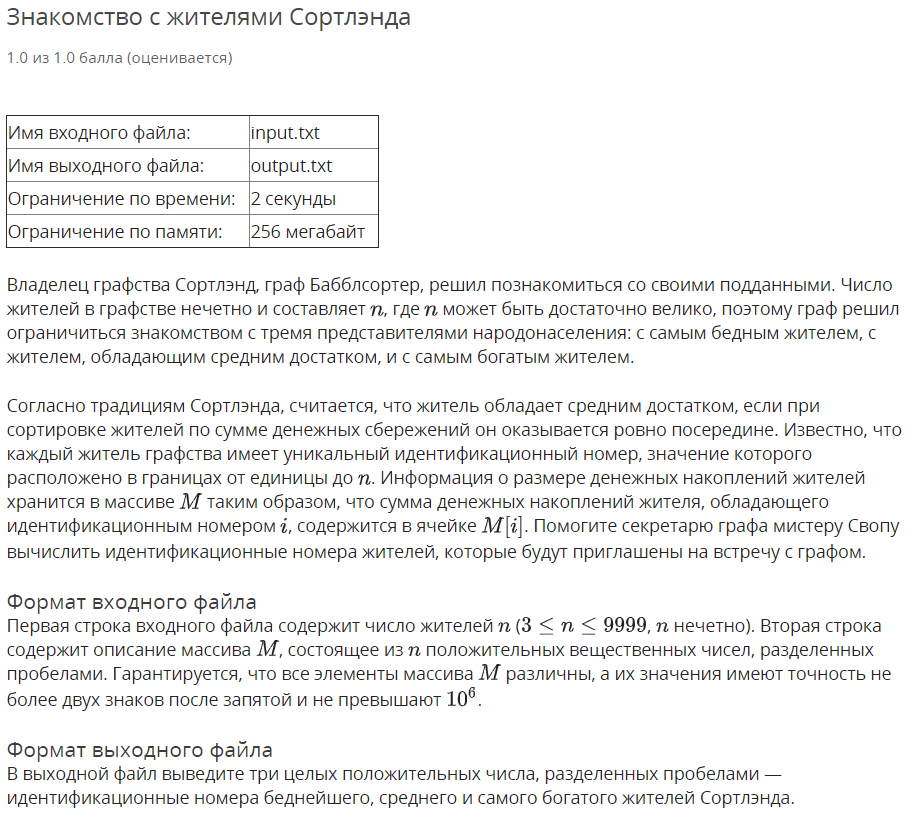 Знакомство с жителями Сортлэнда
1.0 из 1.0 балла (оценивается)
Имя входного файла: input.txt
Имя выходного файла: output.txt
Ограничение по времени: 2 секунды
Ограничение по памяти: 256 мегабайт
Владелец графства Сортлэнд, граф Бабблсортер, решил познакомиться со своими подданными. Число
жителей в графстве нечетно и составляет n, где n может быть достаточно велико, поэтому граф решил
ограничиться знакомством с тремя представителями народонаселения: с самым бедным жителем, с
жителем, обладающим средним достатком, и с самым богатым жителем.
Согласно традициям Сортлэнда, считается, что житель обладает средним достатком, если при
сортировке жителей по сумме денежных сбережений он оказывается ровно посередине. Известно, что
каждый житель графства имеет уникальный идентификационный номер, значение которого
расположено в границах от единицы до n. Информация о размере денежных накоплений жителей
хранится в массиве M таким образом, что сумма денежных накоплений жителя, обладающего
идентификационным номером i, содержится в ячейке M[i]. Помогите секретарю графа мистеру Свопу
вычислить идентификационные номера жителей, которые будут приглашены на встречу с графом.
Формат входного файла
Первая строка входного файла содержит число жителей n (3 ≤ n ≤ 9999, n нечетно). Вторая строка
содержит описание массива M, состоящее из n положительных вещественных чисел, разделенных
пробелами. Гарантируется, что все элементы массива M различны, а их значения имеют точность не
более двух знаков после запятой и не превышают 10⁶.
Формат выходного файла
В выходной файл выведите три целых положительных числа, разделенных пробелами —
идентификационные номера беднейшего, среднего и самого богатого жителей Сортлэнда.